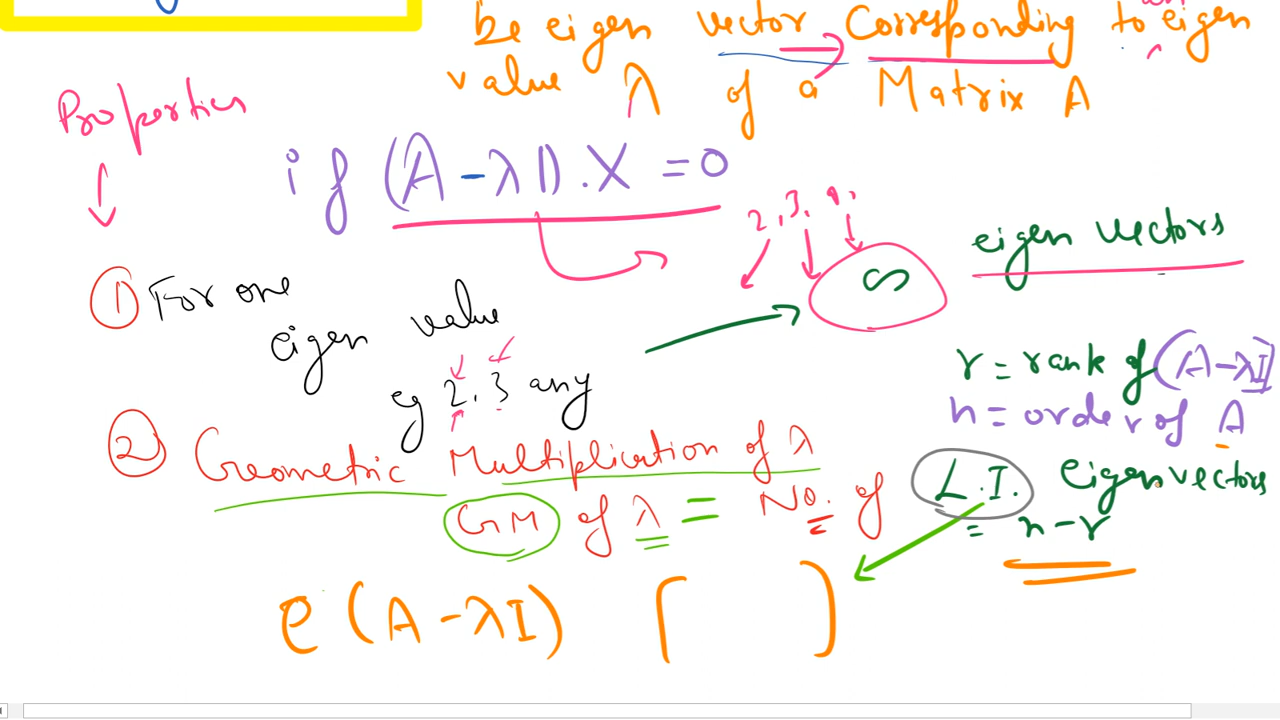 be eigen vector Corresponding to eigen
value λ of a Matrix A
Properties
if (A-λI).X = 0
2, 3,
① For one
eigen value
eg 2, 3 any
∞ eigen vectors
r = rank of (A-λI]
n = order of A
② Geometric Multiplication of λ
GM of λ = No. of L.I. eigen vectors
= n-r
ρ(A-λI) [ ]